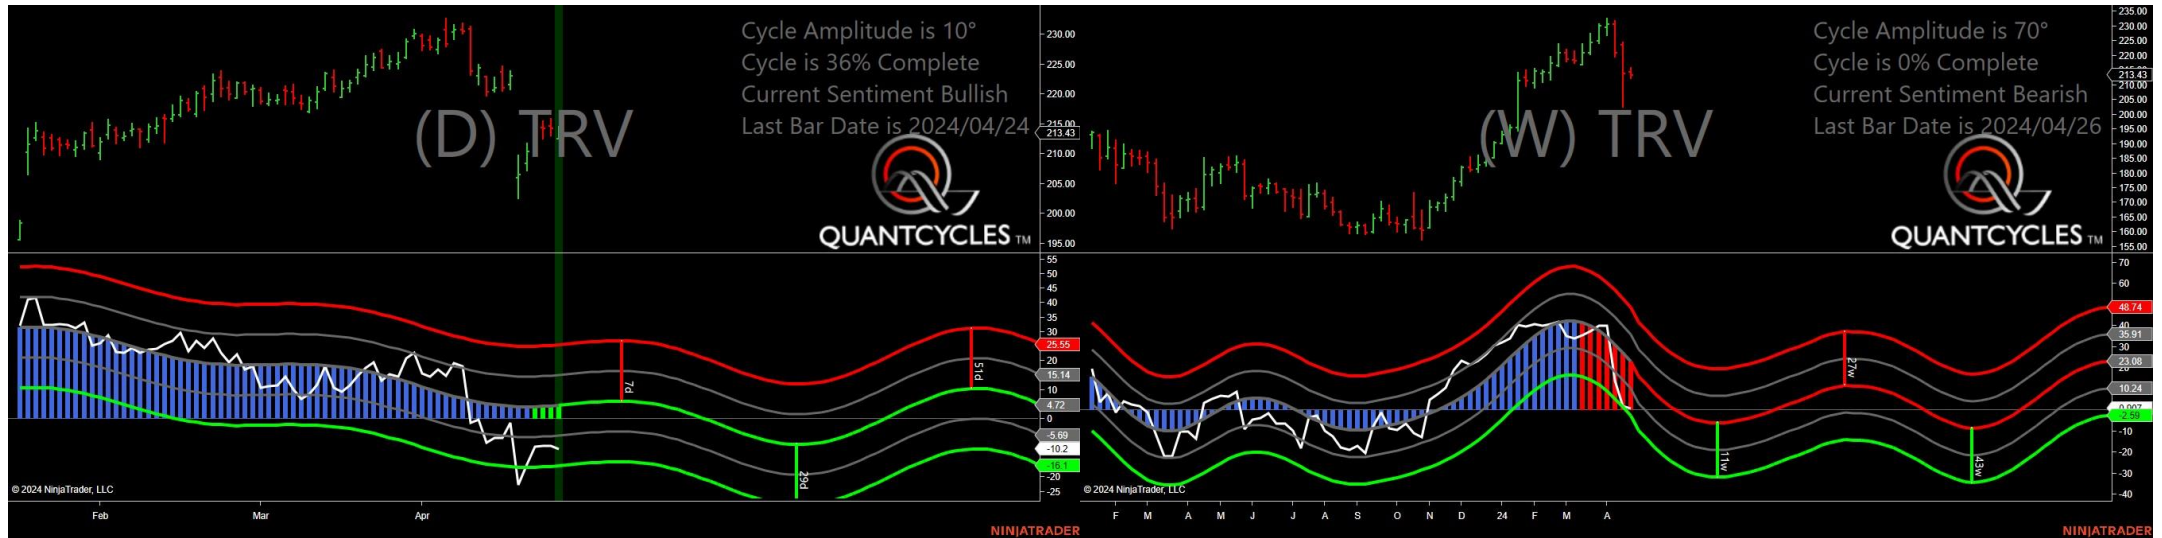 Cycle Amplitude is 10°
Cycle is 36% Complete
Current Sentiment Bullish
Last Bar Date is 2024/04/24
(D) TRV
QUANTCYCLES TM
230.00
225.00
220.00
215.00
213.43
210.00
205.00
200.00
195.00
55
50
45
40
35
30
25.55
20
15.14
10
4.72
0
-5.69
-10.2
-16.1
-20
-25
7d
29d
51d
© 2024 NinjaTrader, LLC
Feb
Mar
Apr
NINJATRADER
Cycle Amplitude is 70°
Cycle is 0% Complete
Current Sentiment Bearish
Last Bar Date is 2024/04/26
(W) TRV
QUANTCYCLES TM
235.00
230.00
225.00
220.00
213.43
210.00
205.00
200.00
195.00
190.00
185.00
180.00
175.00
170.00
165.00
160.00
155.00
70
60
48.74
40
35.91
30
23.08
20
10.24
-2.59
-10
-20
-30
-40
11w
27w
43w
© 2024 NinjaTrader, LLC
F M A M J J A S O N D 24 F M A
NINJATRADER